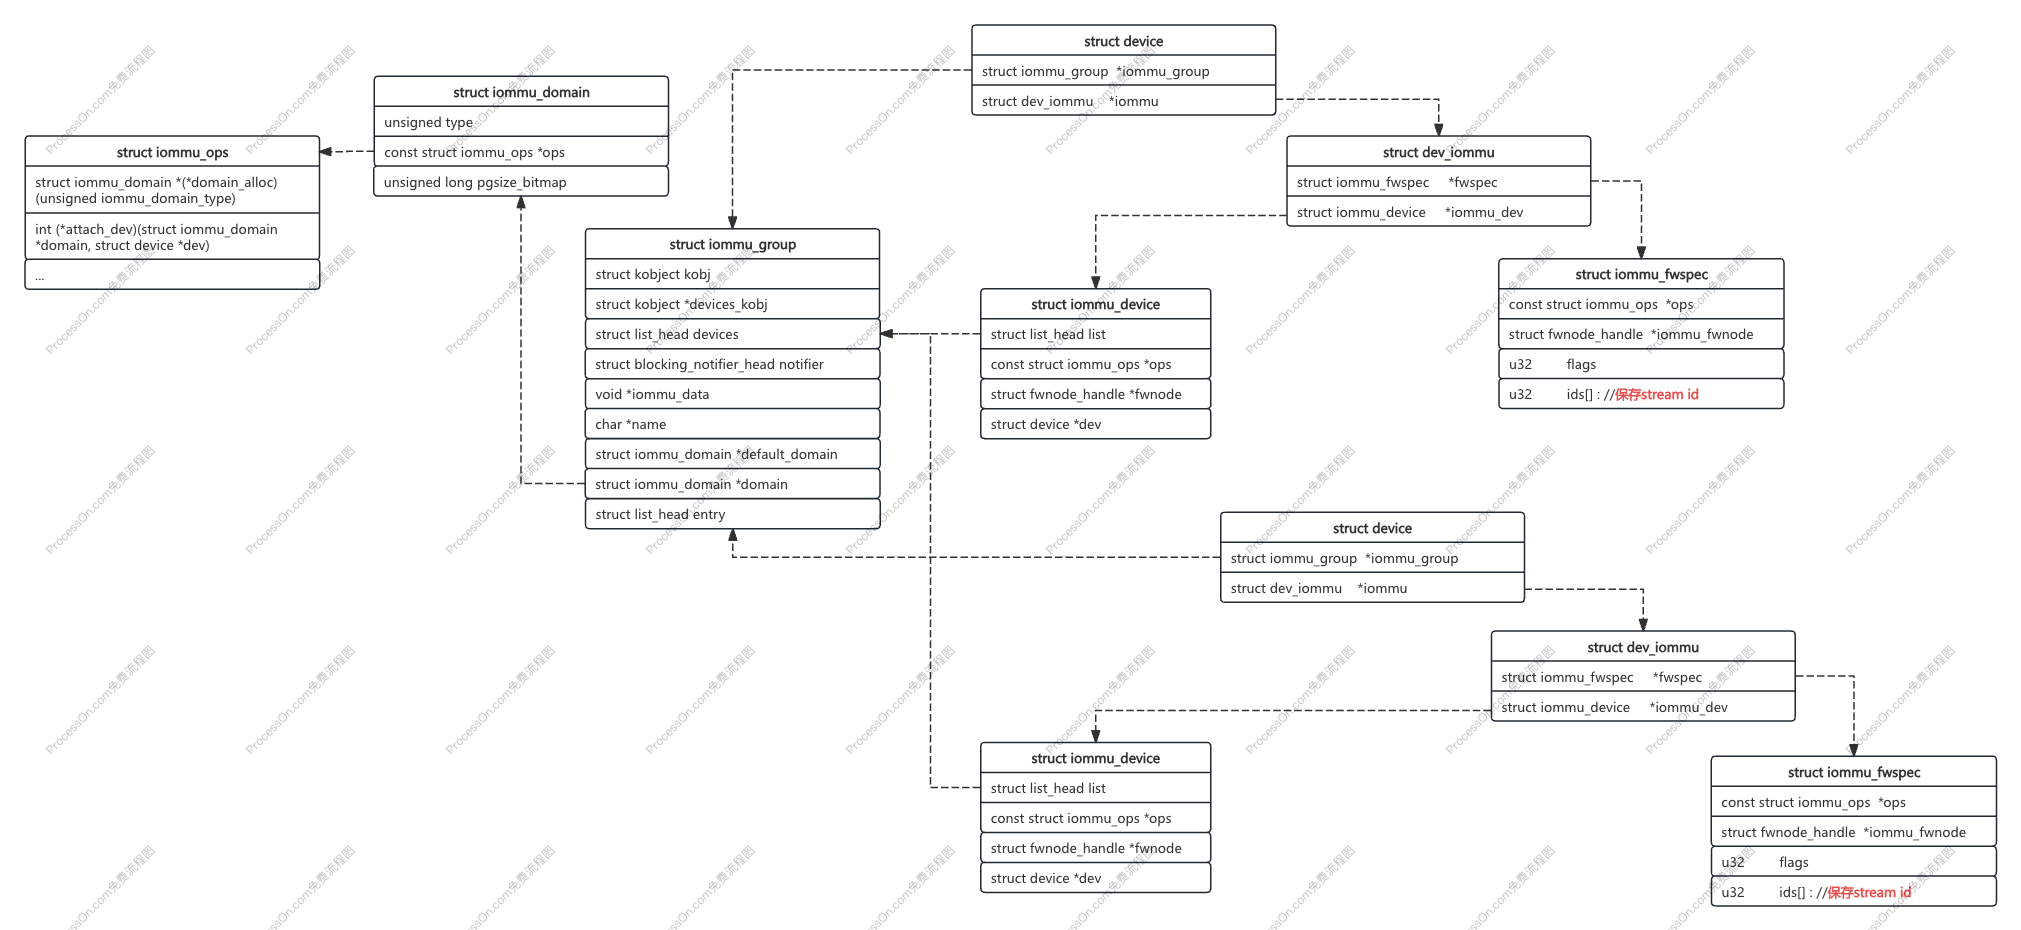 struct device
struct iommu_group *iommu_group
struct dev_iommu *iommu
struct iommu_domain
unsigned type
const struct iommu_ops *ops
unsigned long pgsize_bitmap
struct iommu_ops
struct iommu_domain *(*domain_alloc)
(unsigned iommu_domain_type)
int (*attach_dev)(struct iommu_domain
*domain, struct device *dev)
...
struct dev_iommu
struct iommu_fwspec *fwspec
struct iommu_device *iommu_dev
struct iommu_group
struct kobject kobj
struct kobject *devices_kobj
struct list_head devices
struct blocking_notifier_head notifier
void *iommu_data
char *name
struct iommu_domain *default_domain
struct iommu_domain *domain
struct list_head entry
struct iommu_device
struct list_head list
const struct iommu_ops *ops
struct fwnode_handle *fwnode
struct device *dev
struct iommu_fwspec
const struct iommu_ops *ops
struct fwnode_handle *iommu_fwnode
u32 flags
u32 ids[] : //保存stream id
struct device
struct iommu_group *iommu_group
struct dev_iommu *iommu
struct dev_iommu
struct iommu_fwspec *fwspec
struct iommu_device *iommu_dev
struct iommu_device
struct list_head list
const struct iommu_ops *ops
struct fwnode_handle *fwnode
struct device *dev
struct iommu_fwspec
const struct iommu_ops *ops
struct fwnode_handle *iommu_fwnode
u32 flags
u32 ids[] : //保存stream id
ProcessOn.com免费流程图